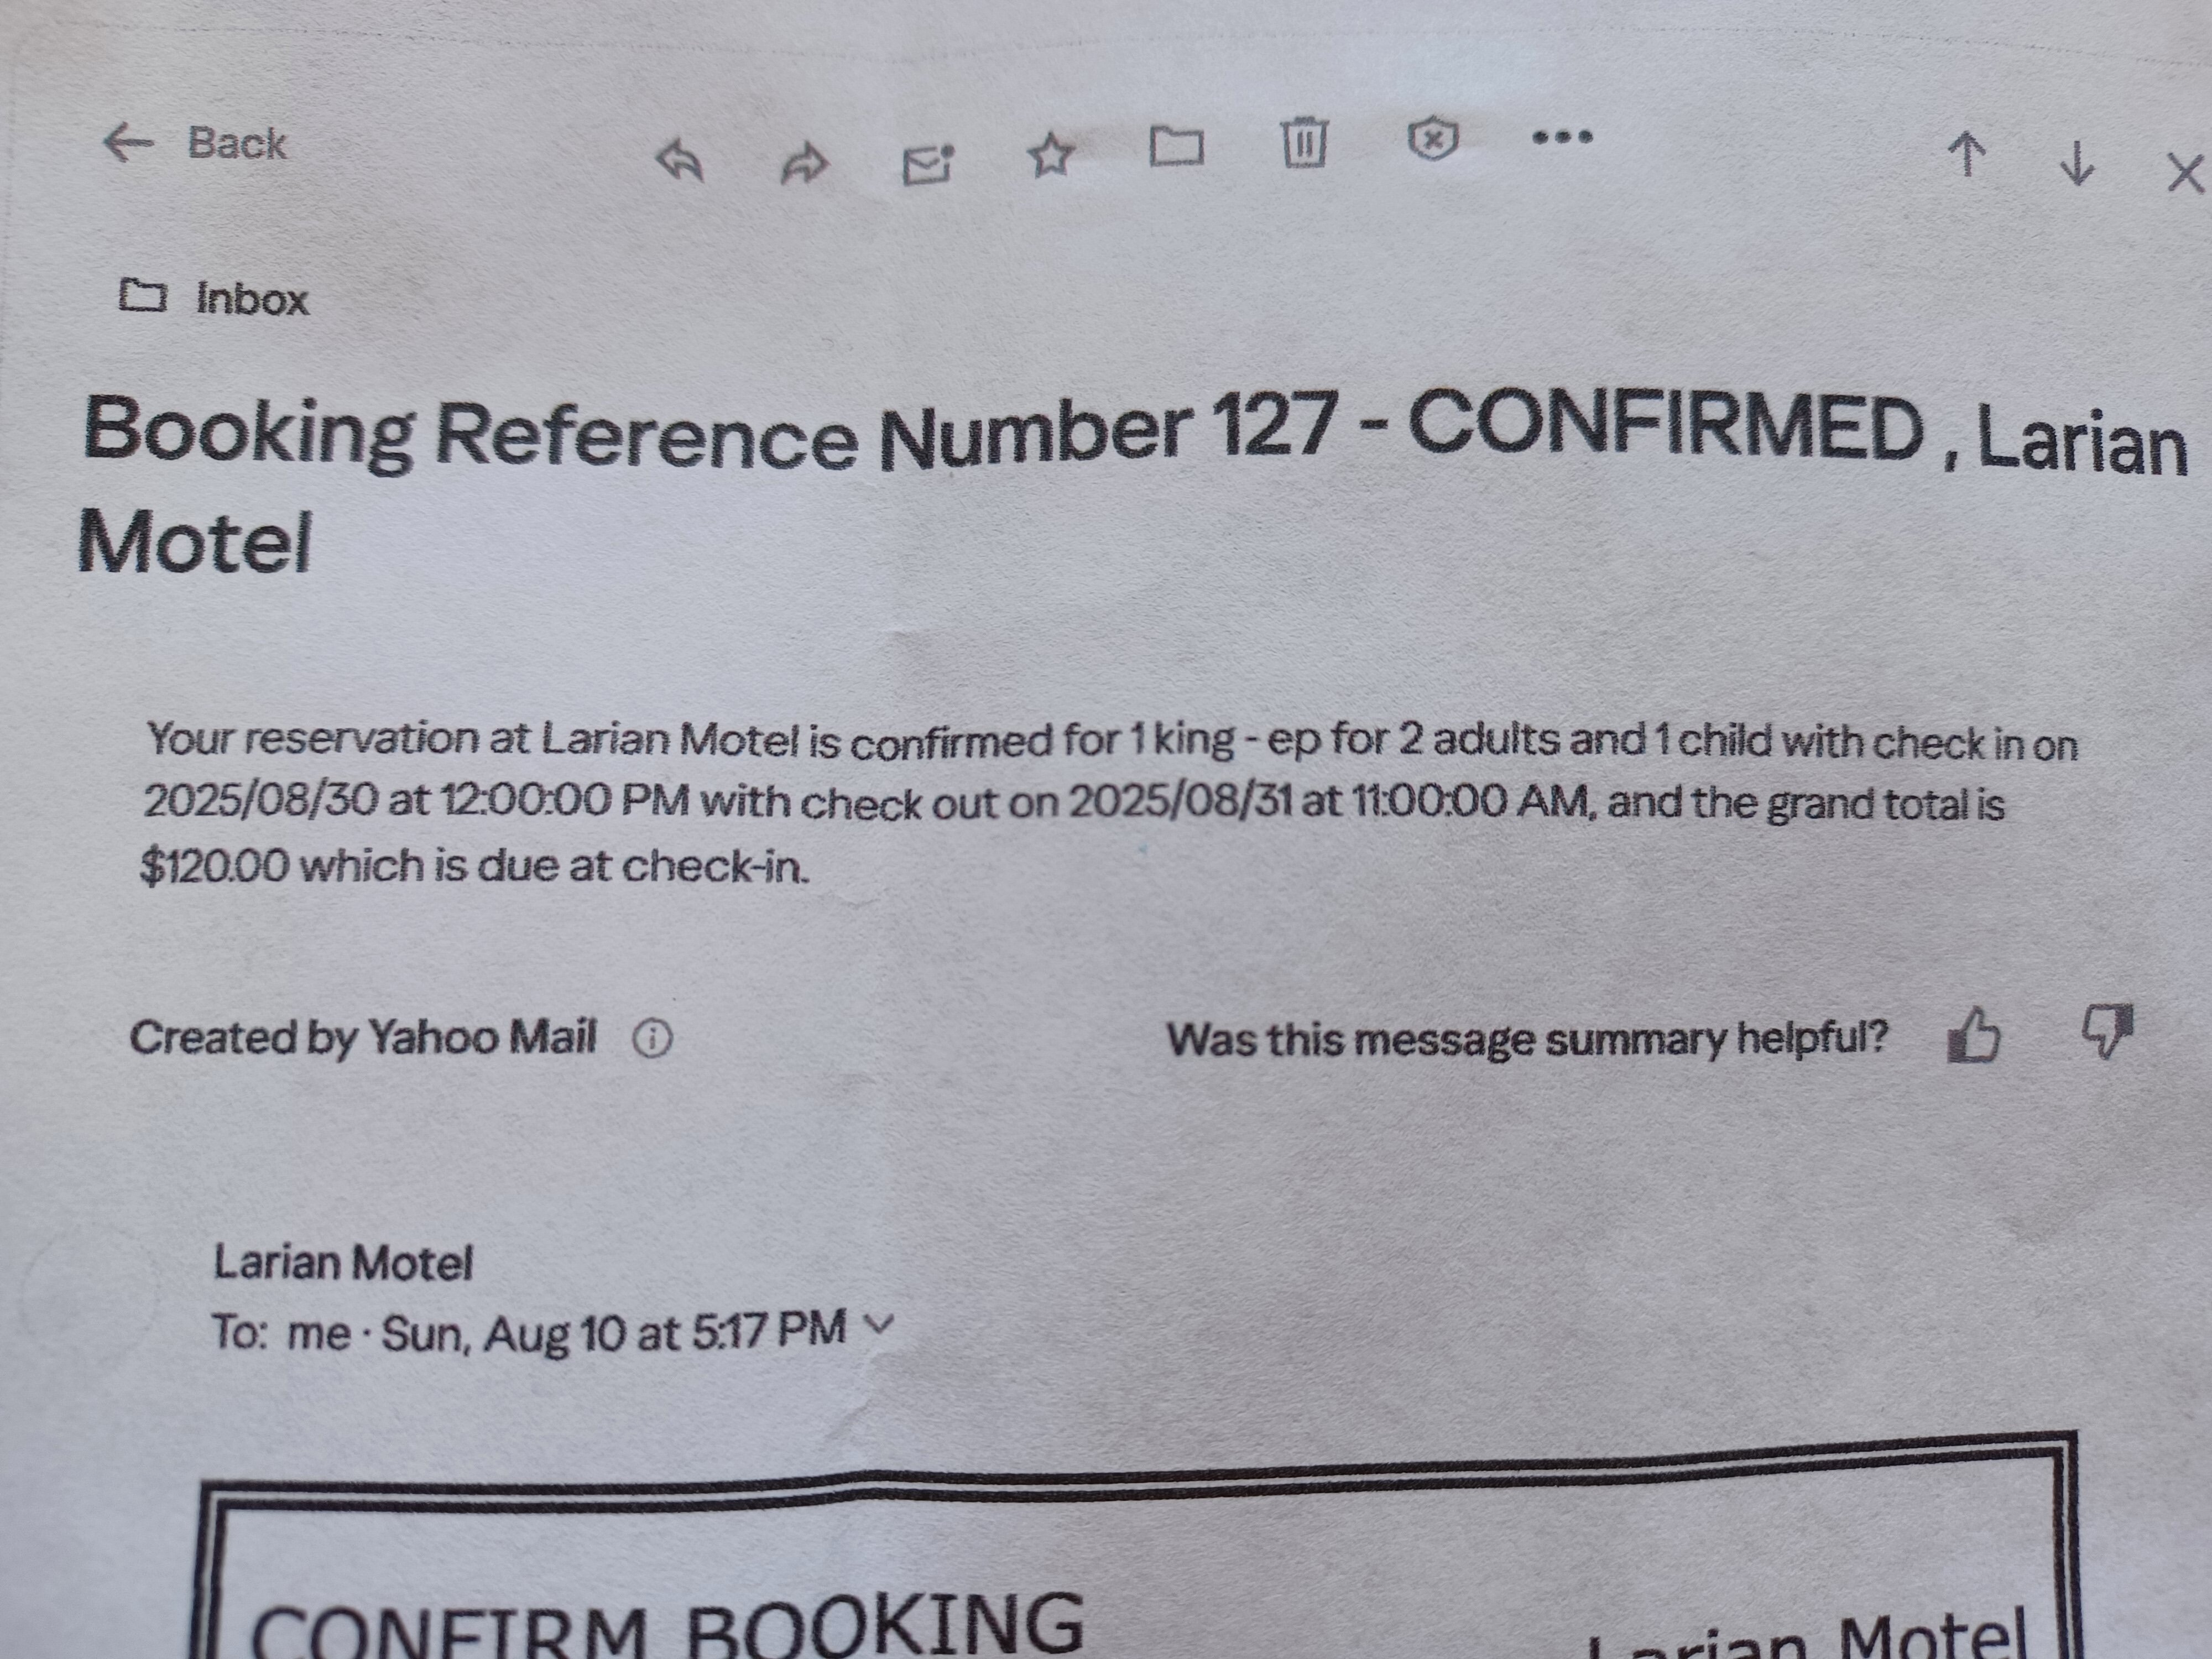 Back
Inbox
Booking Reference Number 127 - CONFIRMED , Larian
Motel
Your reservation at Larian Motel is confirmed for 1 king - ep for 2 adults and 1 child with check in on
2025/08/30 at 12:00:00 PM with check out on 2025/08/31 at 11:00:00 AM, and the grand total is
$120.00 which is due at check-in.
Created by Yahoo Mail
Was this message summary helpful?
Larian Motel
To: me · Sun, Aug 10 at 5:17 PM
CONFIRM BOOKING
Larian Motel